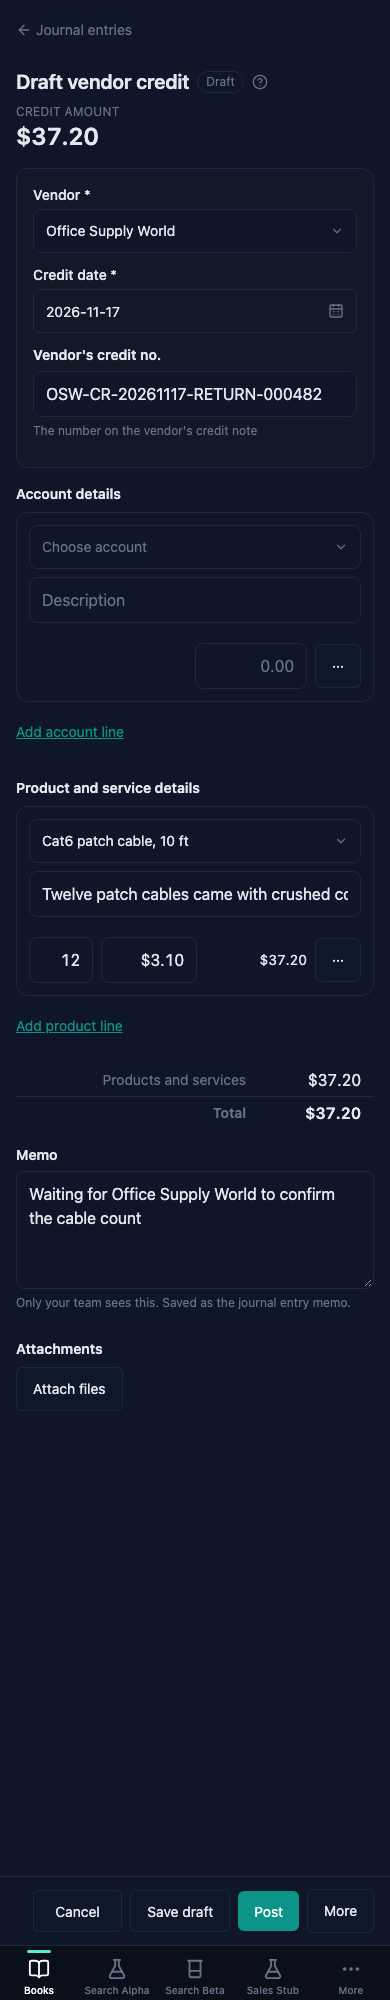 Journal entries
Draft vendor credit Draft
CREDIT AMOUNT
$37.20
Vendor *
Office Supply World
Credit date *
2026-11-17
Vendor's credit no.
OSW-CR-20261117-RETURN-000482
The number on the vendor's credit note
Account details
Choose account
Description
0.00
Add account line
Product and service details
Cat6 patch cable, 10 ft
Twelve patch cables came with crushed cc
12 $3.10 $37.20
Add product line
Products and services $37.20
Total $37.20
Memo
Waiting for Office Supply World to confirm
the cable count
Only your team sees this. Saved as the journal entry memo.
Attachments
Attach files
Cancel Save draft Post More
Books Search Alpha Search Beta Sales Stub More